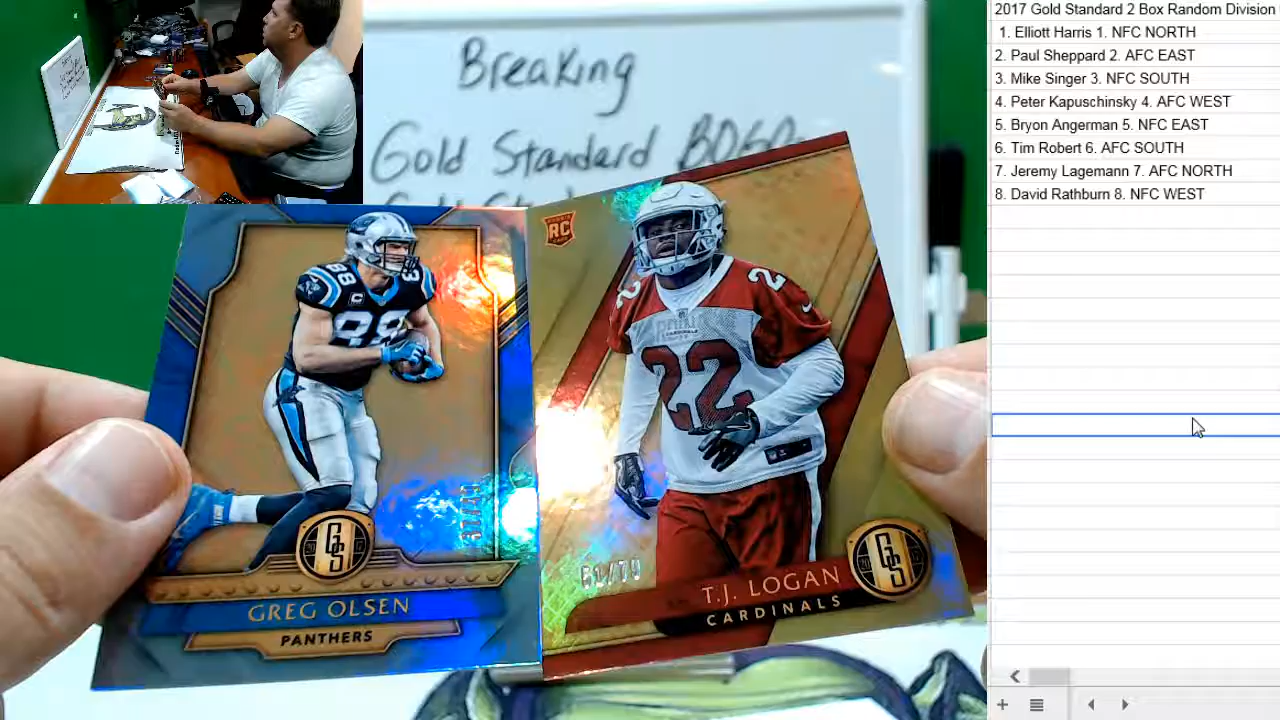 Breaking
Gold Standard BOGO
2017 Gold Standard 2 Box Random Division
1. Elliott Harris 1. NFC NORTH
2. Paul Sheppard 2. AFC EAST
3. Mike Singer 3. NFC SOUTH
4. Peter Kapuschinsky 4. AFC WEST
5. Bryon Angerman 5. NFC EAST
6. Tim Robert 6. AFC SOUTH
7. Jeremy Lagemann 7. AFC NORTH
8. David Rathburn 8. NFC WEST
88
GS
GREG OLSEN
PANTHERS
RC
22
22
GS
51/79
T.J. LOGAN
CARDINALS